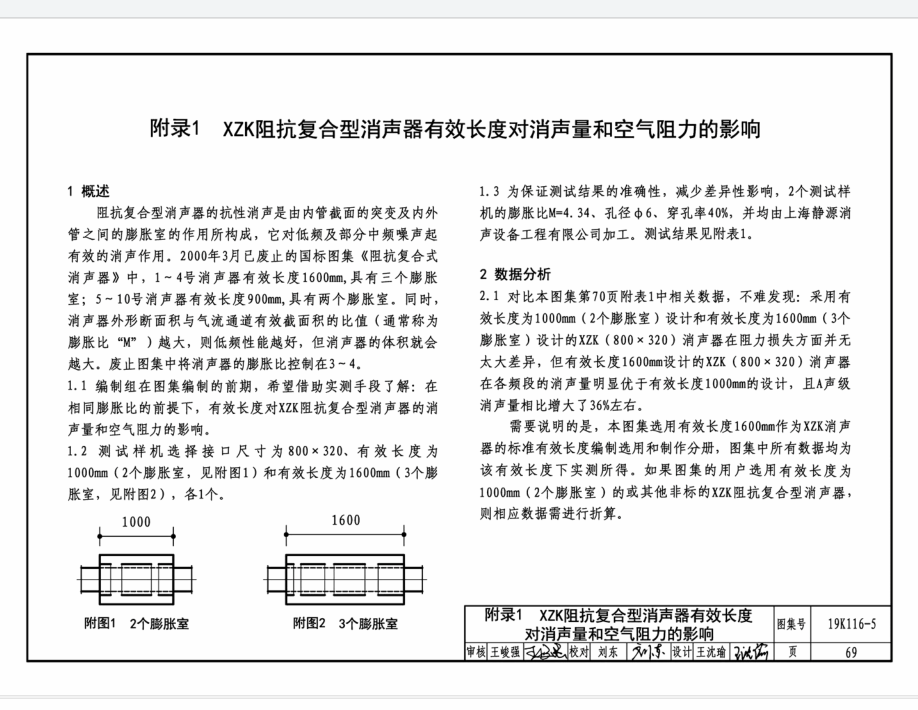 附录1 XZK阻抗复合型消声器有效长度对消声量和空气阻力的影响
1 概述
阻抗复合型消声器的抗性消声是由内管截面的突变及内外
管之间的膨胀室的作用所构成，它对低频及部分中频噪声起
有效的消声作用。2000年3月已废止的国标图集《阻抗复合式
消声器》中，1～4号消声器有效长度1600mm,具有三个膨胀
室；5～10号消声器有效长度900mm,具有两个膨胀室。同时，
消声器外形断面积与气流通道有效截面积的比值（通常称为
膨胀比“M”）越大，则低频性能越好，但消声器的体积就会
越大。废止图集中将消声器的膨胀比控制在3～4。
1.1 编制组在图集编制的前期，希望借助实测手段了解：在
相同膨胀比的前提下，有效长度对XZK阻抗复合型消声器的消
声量和空气阻力的影响。
1.2 测试样机选择接口尺寸为800×320、有效长度为
1000mm（2个膨胀室，见附图1）和有效长度为1600mm（3个膨
胀室，见附图2），各1个。
1000
附图1 2个膨胀室
1600
附图2 3个膨胀室
1.3 为保证测试结果的准确性，减少差异性影响，2个测试样
机的膨胀比M=4.34、孔径φ6、穿孔率40%，并均由上海静源消
声设备工程有限公司加工。测试结果见附表1。
2 数据分析
2.1 对比本图集第70页附表1中相关数据，不难发现：采用有
效长度为1000mm（2个膨胀室）设计和有效长度为1600mm（3个
膨胀室）设计的XZK（800×320）消声器在阻力损失方面并无
太大差异，但有效长度1600mm设计的XZK（800×320）消声器
在各频段的消声量明显优于有效长度1000mm的设计，且A声级
消声量相比增大了36%左右。
需要说明的是，本图集选用有效长度1600mm作为XZK消声
器的标准有效长度编制选用和制作分册，图集中所有数据均为
该有效长度下实测所得。如果图集的用户选用有效长度为
1000mm（2个膨胀室）的或其他非标的XZK阻抗复合型消声器，
则相应数据需进行折算。
附录1 XZK阻抗复合型消声器有效长度
对消声量和空气阻力的影响
图集号 19K116-5
审核 王峻强 校对 刘东 设计 王沈瑜 页 69